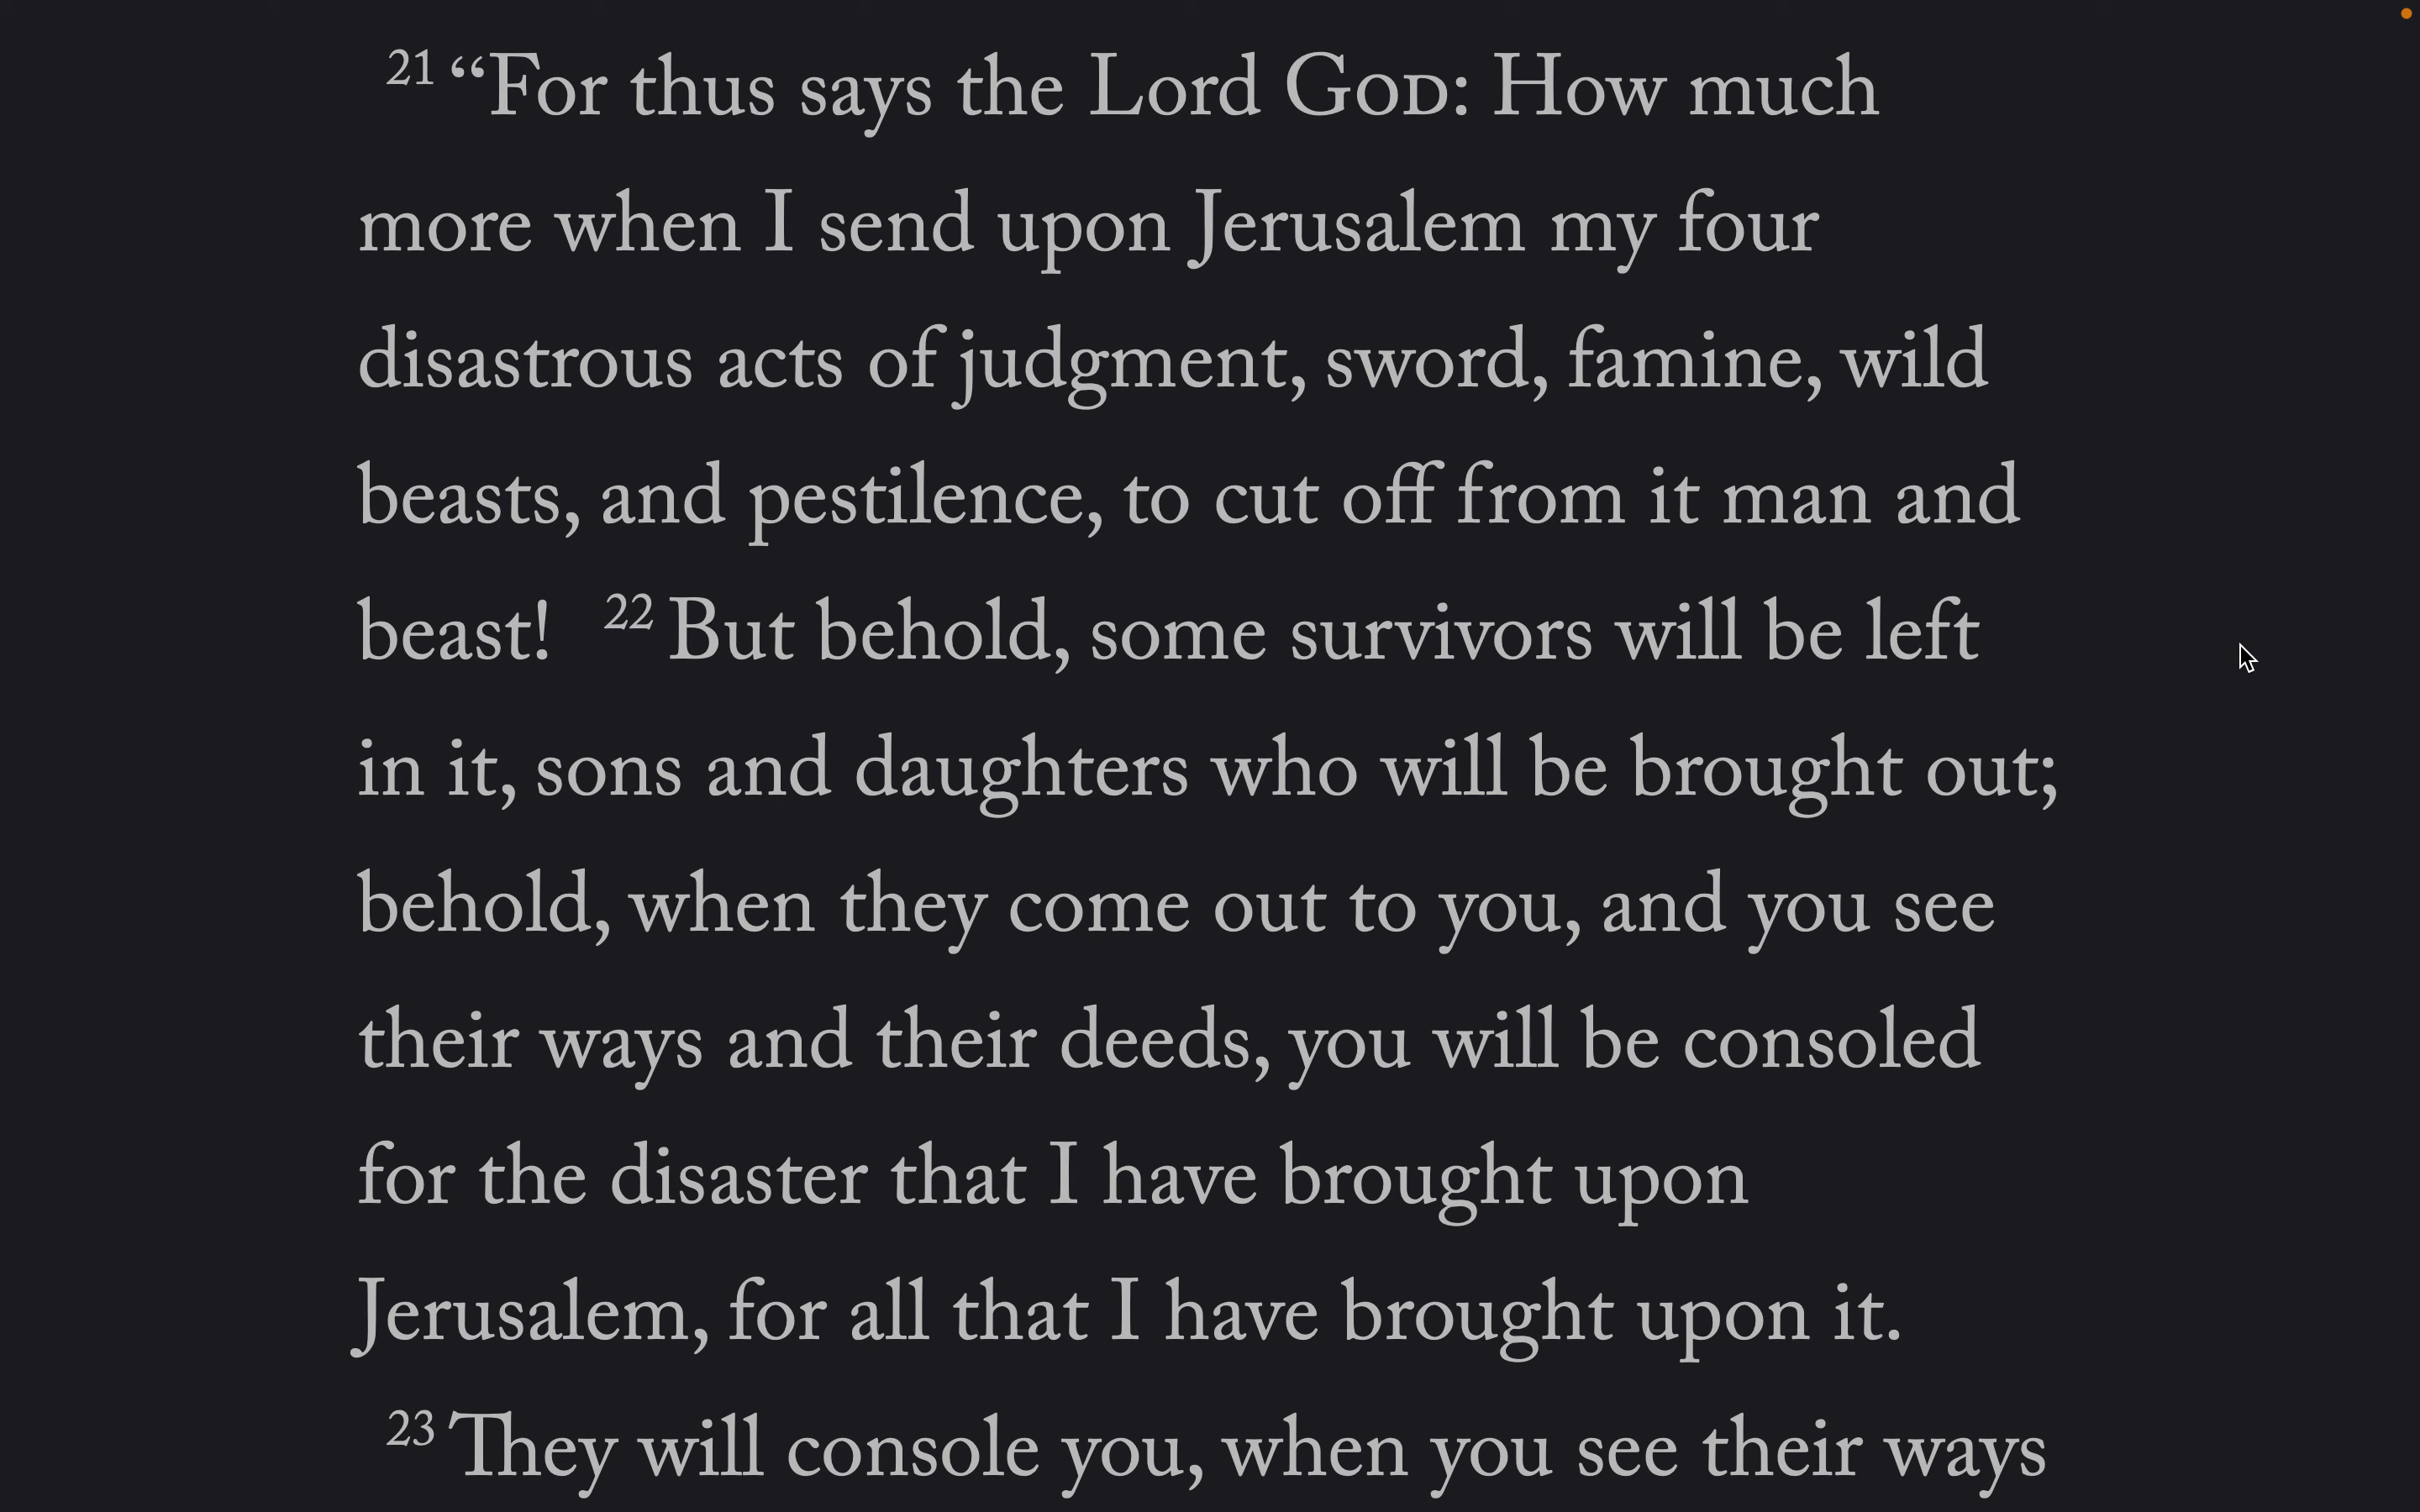 21 “For thus says the Lord GOD: How much
more when I send upon Jerusalem my four
disastrous acts of judgment, sword, famine, wild
beasts, and pestilence, to cut off from it man and
beast! 22 But behold, some survivors will be left
in it, sons and daughters who will be brought out;
behold, when they come out to you, and you see
their ways and their deeds, you will be consoled
for the disaster that I have brought upon
Jerusalem, for all that I have brought upon it.
23 They will console you, when you see their ways